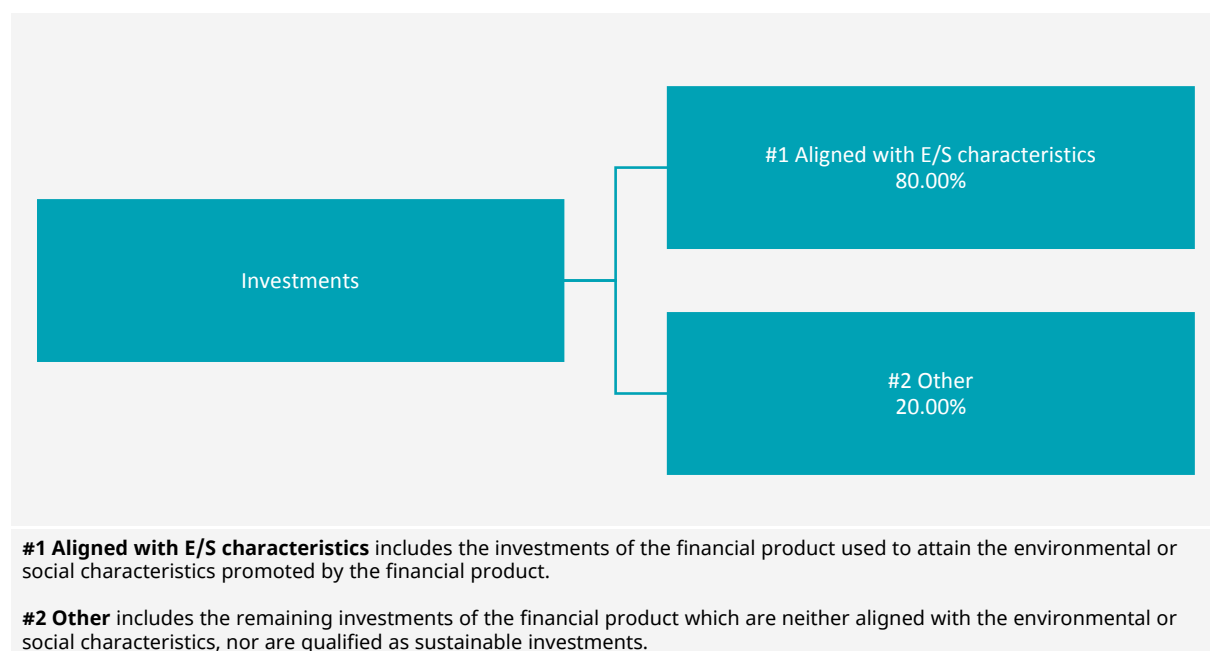 #1 Aligned with E/S characteristics
80.00%
Investments
#2 Other
20.00%
#1 Aligned with E/S characteristics includes the investments of the financial product used to attain the environmental or
social characteristics promoted by the financial product.
#2 Other includes the remaining investments of the financial product which are neither aligned with the environmental or
social characteristics, nor are qualified as sustainable investments.